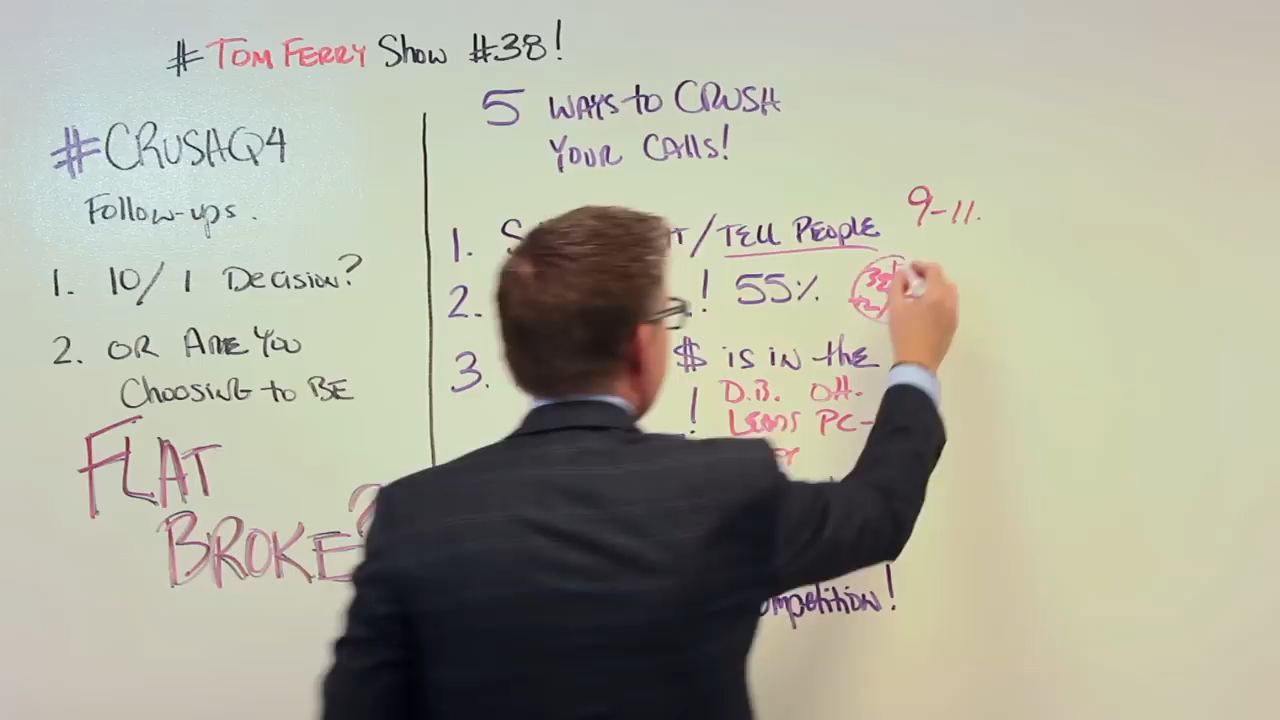 # TOM FERRY Show #38!
#CRUSHQ4
Follow-ups.
1. 10/1 Decision?
2. OR ARE YOU
Choosing to BE
FLAT
BROKE?
5 WAYS to CRUSH
YOUR CALLS!
1. S T/TELL PEOPLE 9-11.
2. ! 55%
3. $ is in the
! D.B. OH.
LEADS PC-
ompetition!